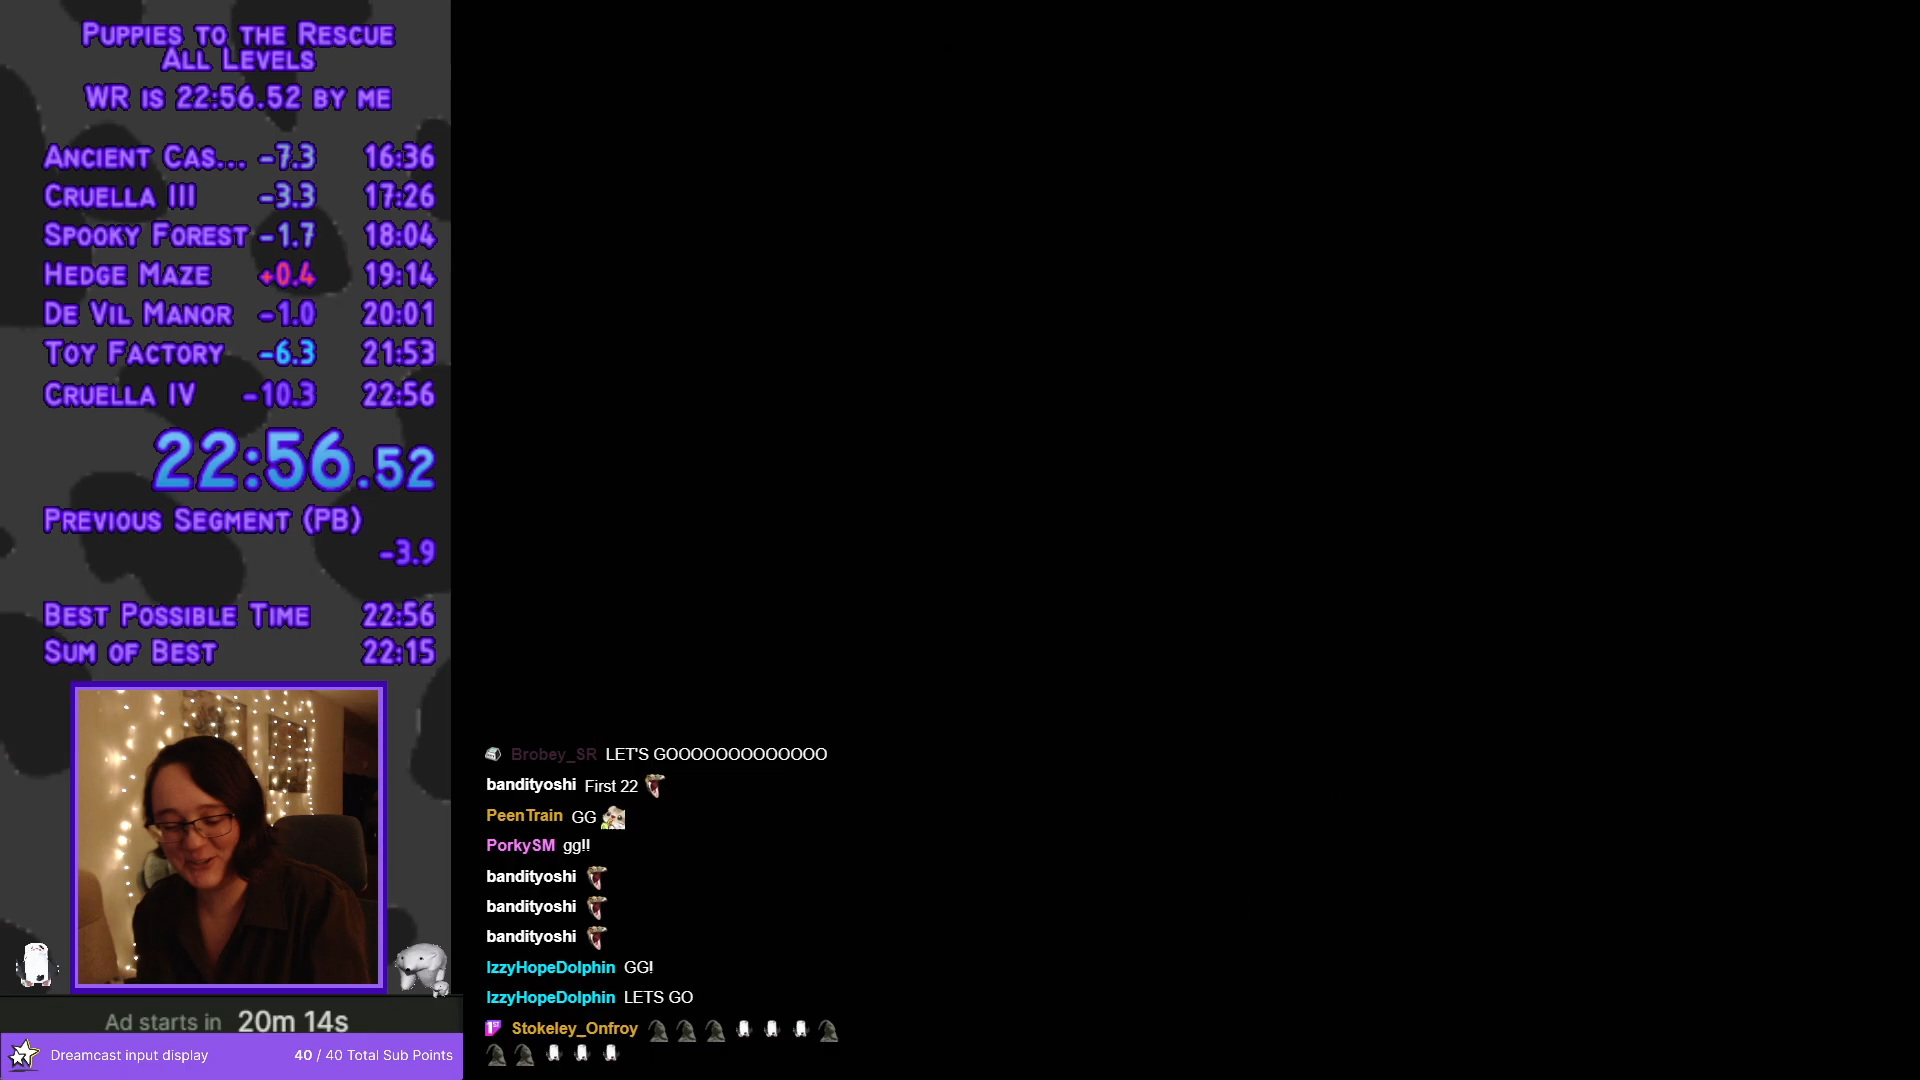 Puppies to the Rescue
All Levels
WR is 22:56.52 by me
Ancient Cas... -7.3 16:36
Cruella III -3.3 17:26
Spooky Forest -1.7 18:04
Hedge Maze +0.4 19:14
De Vil Manor -1.0 20:01
Toy Factory -6.3 21:53
Cruella IV -10.3 22:56
22:56.52
Previous Segment (PB)
-3.9
Best Possible Time 22:56
Sum of Best 22:15
Ad starts in 20m 14s
Dreamcast input display 40 / 40 Total Sub Points
Brobey_SR LET'S GOOOOOOOOOOOOO
bandityoshi First 22
PeenTrain GG
PorkySM gg!!
bandityoshi
bandityoshi
bandityoshi
IzzyHopeDolphin GG!
IzzyHopeDolphin LETS GO
1ST Stokeley_Onfroy